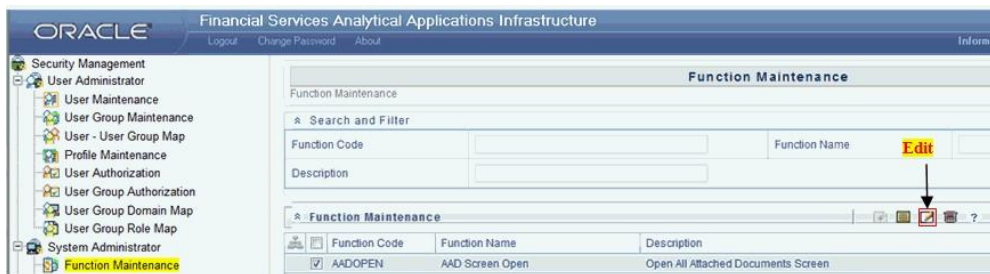 ORACLE
Financial Services Analytical Applications Infrastructure
Logout Change Password About
Security Management
User Administrator
User Maintenance
User Group Maintenance
User - User Group Map
Profile Maintenance
User Authorization
User Group Authorization
User Group Domain Map
User Group Role Map
System Administrator
Function Maintenance
Function Maintenance
Function Maintenance
Search and Filter
Function Code Function Name
Edit
Description
Function Maintenance ?
Function Code Function Name Description
AADOPEN AAD Screen Open Open All Attached Documents Screen